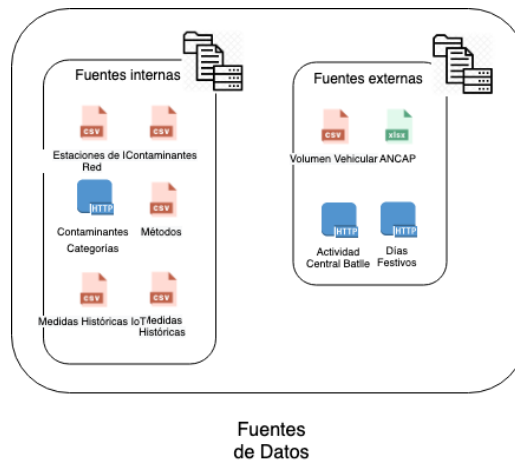 Fuentes internas
CSV
CSV
Estaciones de l
Red
Contaminantes
HTTP
CSV
Contaminantes
Categorías
Métodos
CSV
CSV
Medidas Históricas IoT
Medidas
Históricas
Fuentes externas
CSV
xlsx
Volumen Vehicular
ANCAP
HTTP
HTTP
Actividad
Central Batlle
Días
Festivos
Fuentes
de Datos